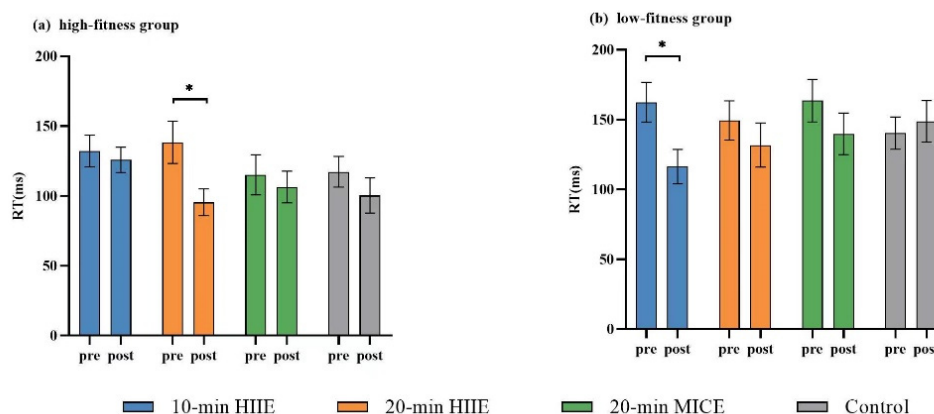 (a) high-fitness group
RT(ms)
200
150
100
50
0
*
pre post pre post pre post pre post
(b) low-fitness group
RT(ms)
200
150
100
50
0
*
pre post pre post pre post pre pos
10-min HIIE 20-min HIIE 20-min MICE Control